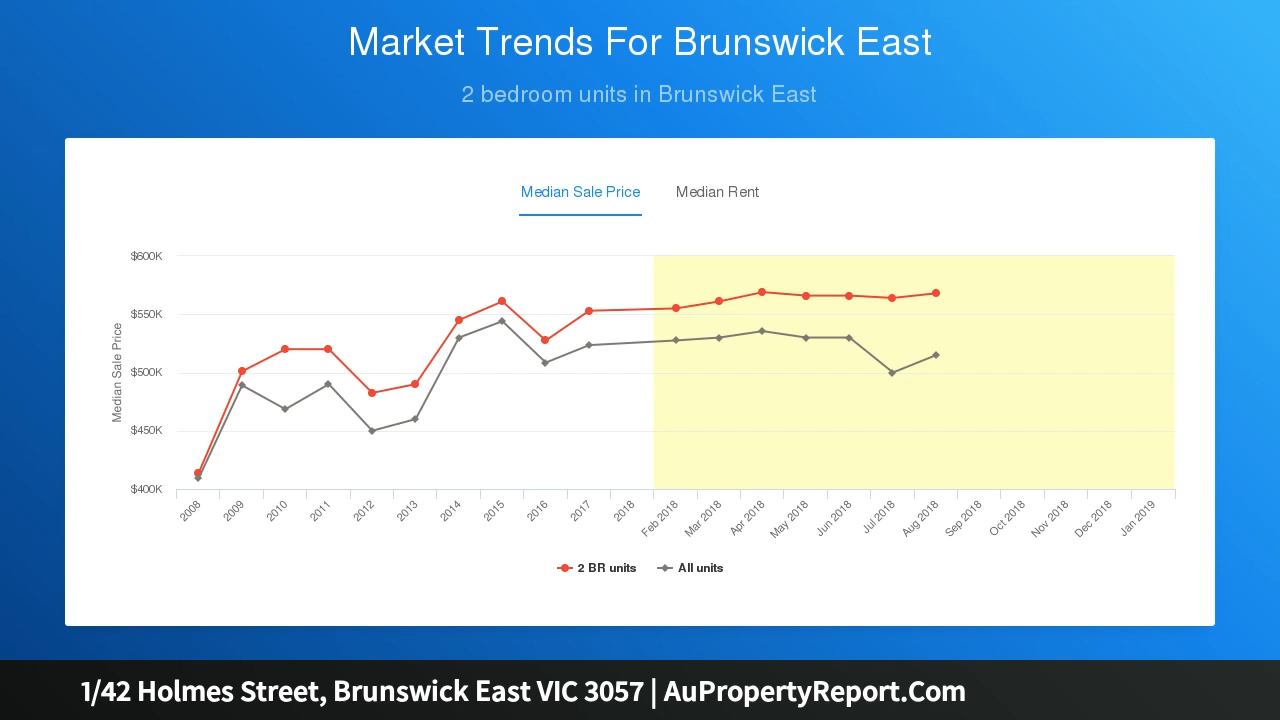 Market Trends For Brunswick East
2 bedroom units in Brunswick East
Median Sale Price Median Rent
Median Sale Price
$600K
$550K
$500K
$450K
$400K
2008 2009 2010 2011 2012 2013 2014 2015 2016 2017 2018 Feb 2018 Mar 2018 Apr 2018 May 2018 Jun 2018 Jul 2018 Aug 2018 Sep 2018 Oct 2018 Nov 2018 Dec 2018 Jan 2019
2 BR units All units
1/42 Holmes Street, Brunswick East VIC 3057 | AuPropertyReport.Com